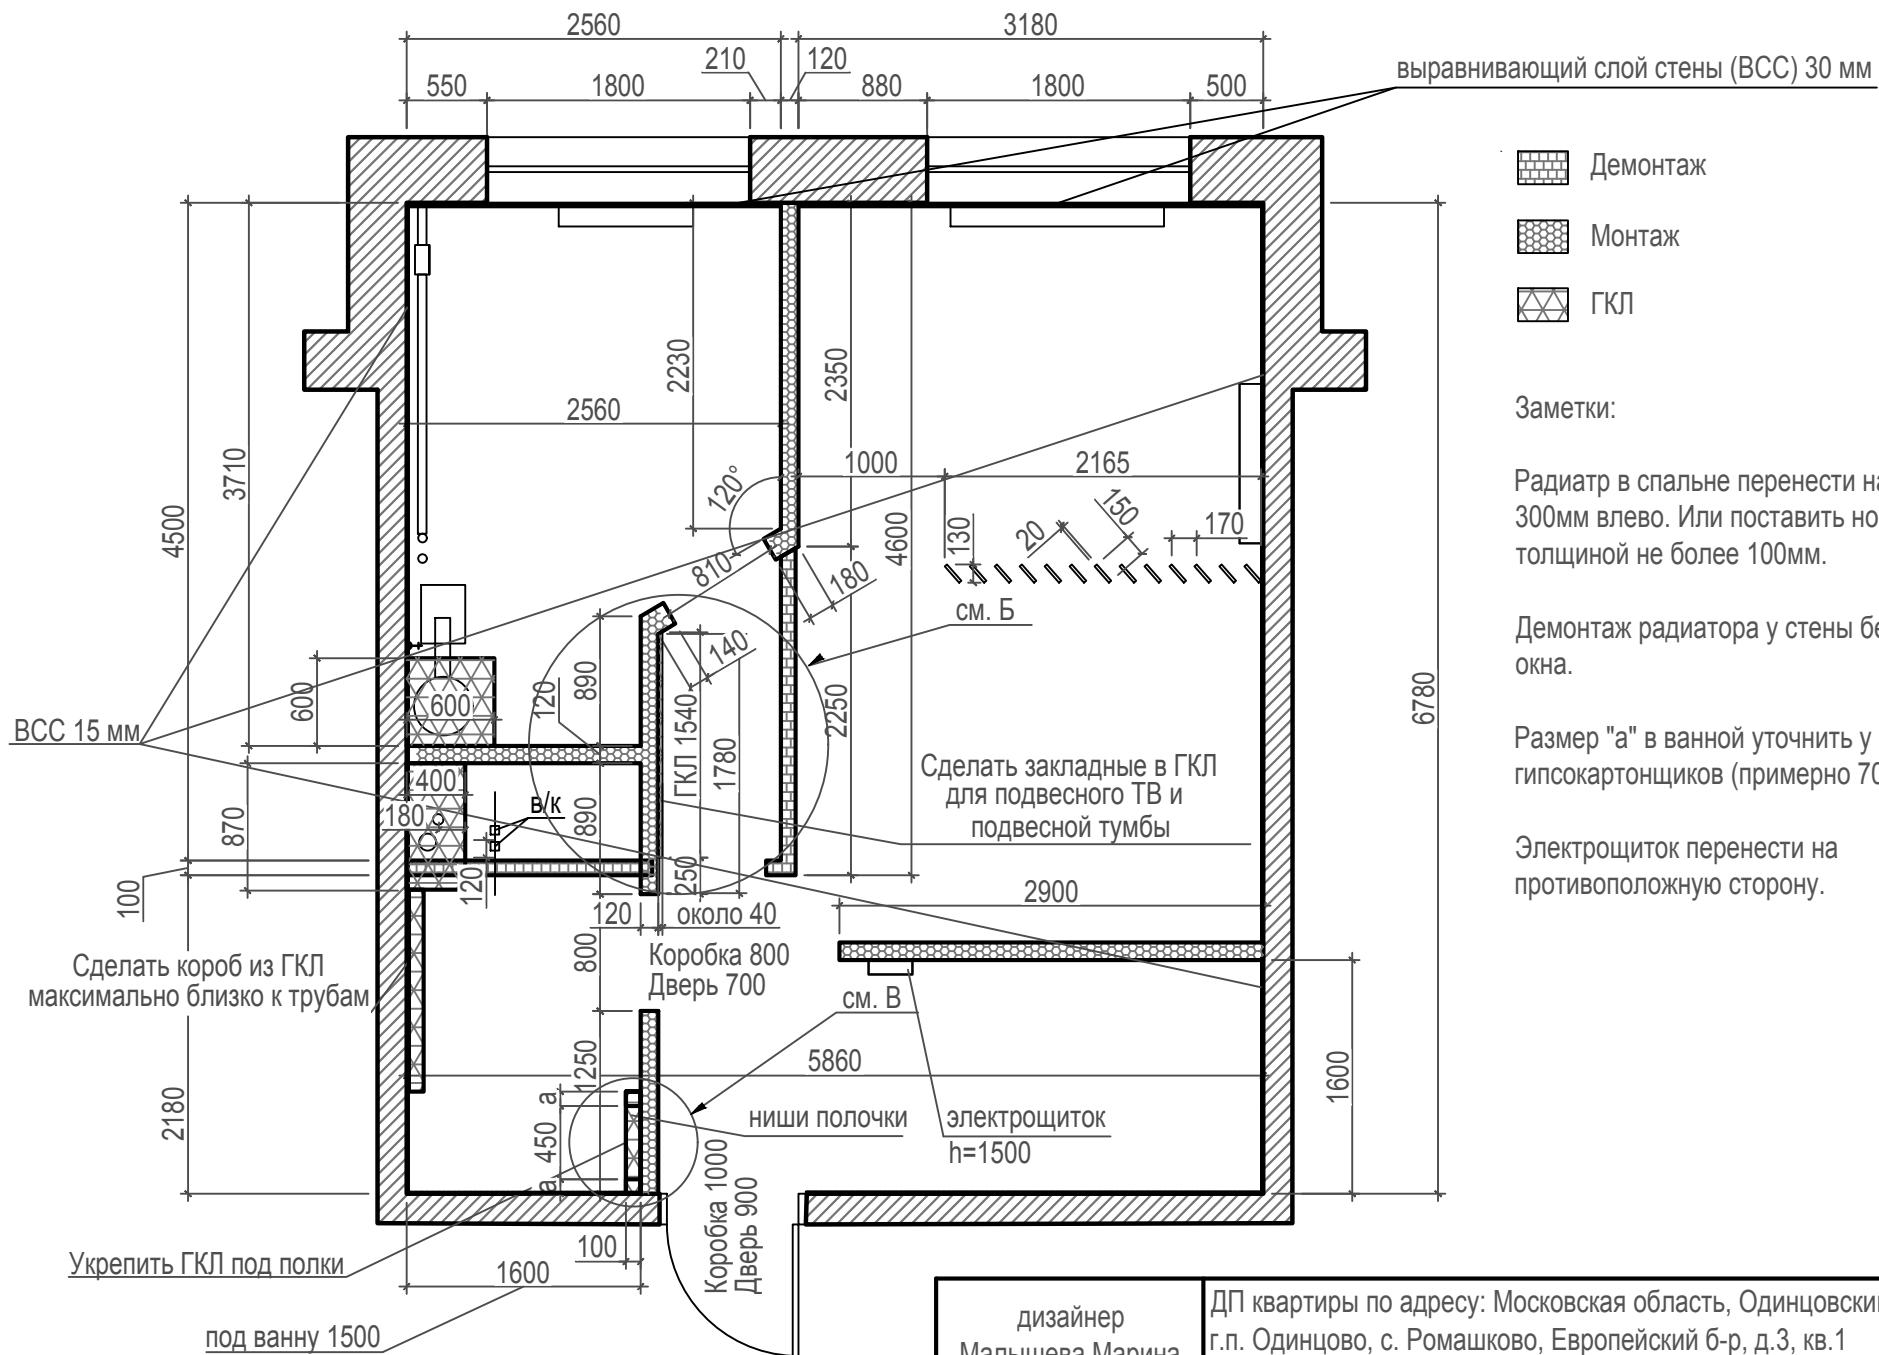 2560
3180
210
120
550
1800
880
1800
500
выравнивающий слой стены (ВСС) 30 мм
Демонтаж
Монтаж
ГКЛ
Заметки:
Радиатр в спальне перенести на
300мм влево. Или поставить но
толщиной не более 100мм.
Демонтаж радиатора у стены бе
окна.
Размер "а" в ванной уточнить у
гипсокартонщиков (примерно 70
Электрощиток перенести на
противоположную сторону.
4500
3710
2230
2350
2560
1000
2165
120°
130
20
150
170
4600
810
180
см. Б
140
890
120
600
600
ГКЛ 1540
1780
2250
6780
ВСС 15 мм
400
180
в/к
890
870
Сделать закладные в ГКЛ
для подвесного ТВ и
подвесной тумбы
100
120
250
2900
120
около 40
Коробка 800
Дверь 700
800
Сделать короб из ГКЛ
максимально близко к трубам
см. В
5860
1250
1600
2180
а
450
а
ниши полочки
электрощиток
h=1500
Коробка 1000
Дверь 900
100
Укрепить ГКЛ под полки
1600
под ванну 1500
дизайнер
Малышева Марина
ДП квартиры по адресу: Московская область, Одинцовски
г.п. Одинцово, с. Ромашково, Европейский б-р, д.3, кв.1